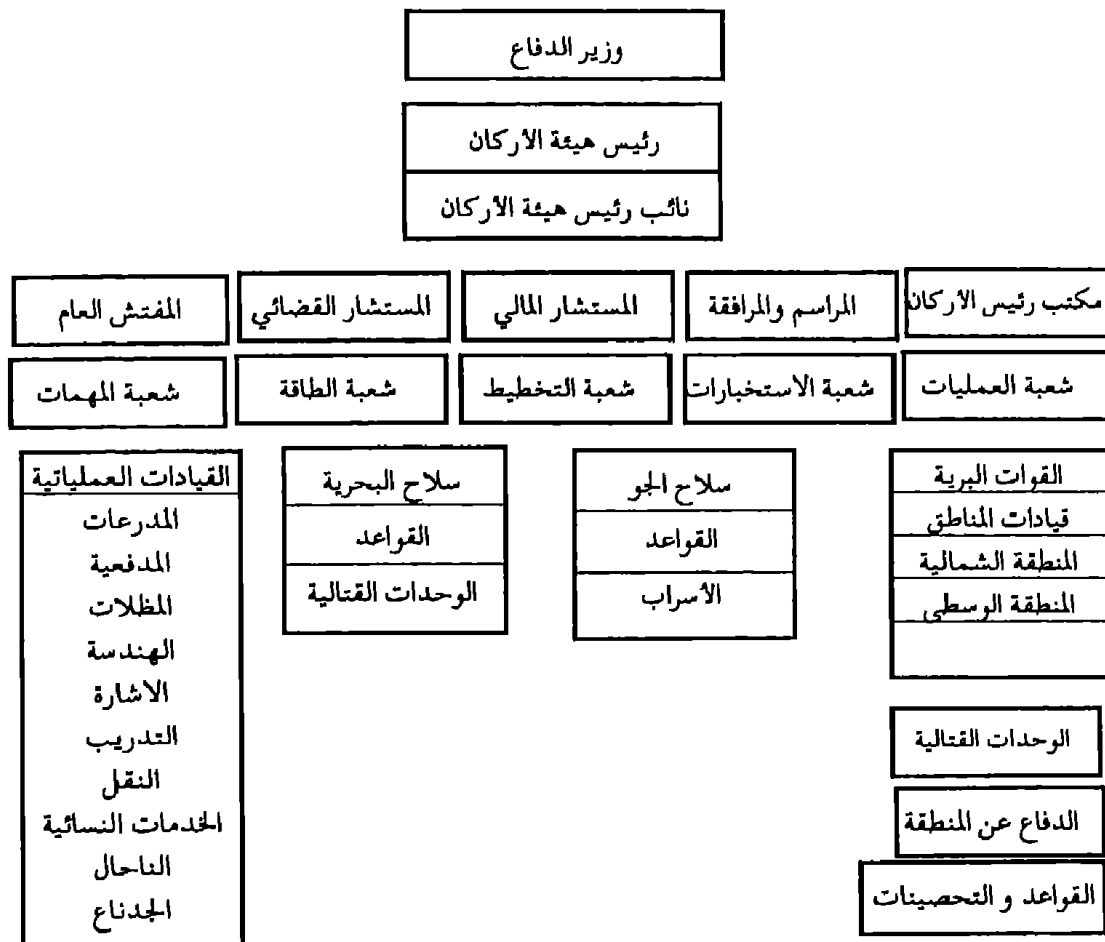 وزير الدفاع
رئيس هيئة الاركان
نائب رئيس هيئة الأركان
مكتب رئيس الاركان
المراسم والمرافقة
المستشار المالي
المستشار القضائي
المفتش العام
شعبة العمليات
شعبة الاستخبارات
شعبة التخطيط
شعبة الطاقة
شعبة المهمات
القوات البرية
قيادات المناطق
المنطقة الشمالية
المنطقة الوسطى
الوحدات القتالية
الدفاع عن المنطقة
القواعد و التحصينات
سلاح الجو
القواعد
الأسراب
سلاح البحرية
القواعد
الوحدات القتالية
القيادات العملياتية
المدرعات
المدفعية
المظلات
الهندسة
الاشارة
التدريب
النقل
الخدمات النسائية
الناحال
الجدناع